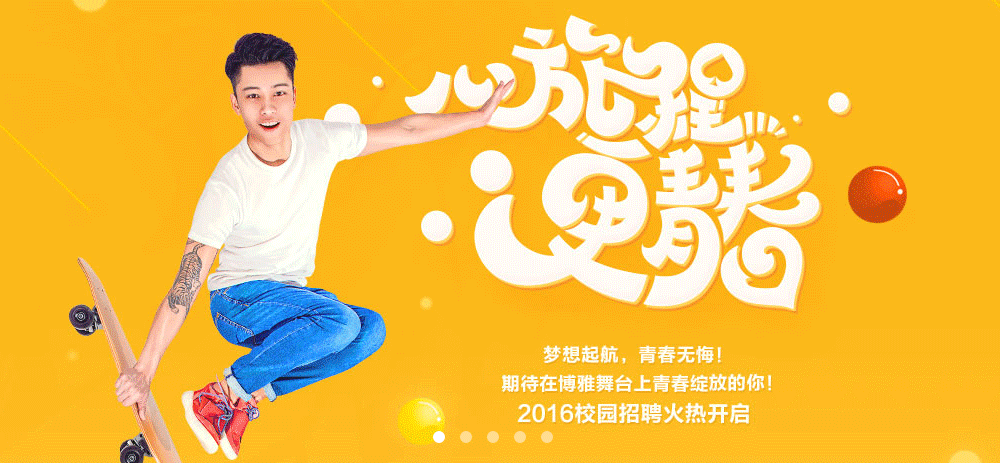 心旅程
更青春
梦想起航，青春无悔！
期待在博雅舞台上青春绽放的你！
2016校园招聘火热开启